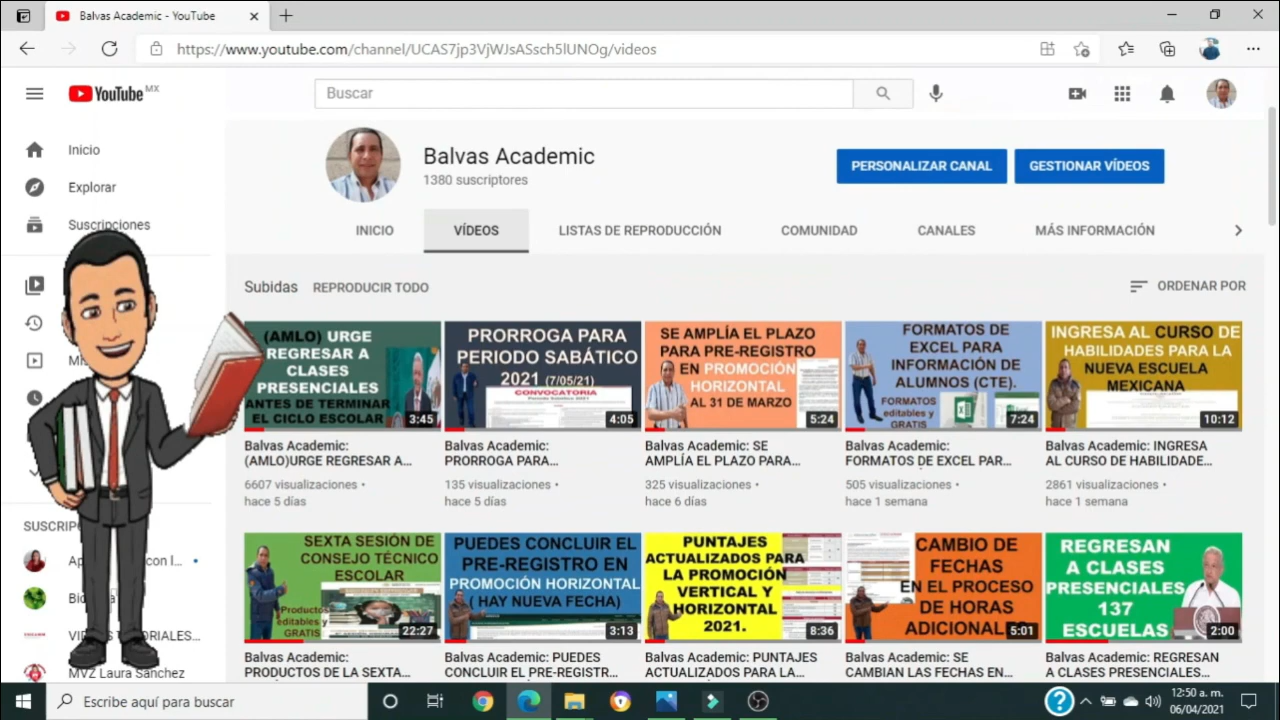 Balvas Academic - YouTube
https://www.youtube.com/channel/UCAS7jp3VjWJsASsch5lUNOg/videos
YouTube MX
Buscar
Inicio
Explorar
Suscripciones
Balvas Academic
1380 suscriptores
PERSONALIZAR CANAL
GESTIONAR VÍDEOS
INICIO
VÍDEOS
LISTAS DE REPRODUCCIÓN
COMUNIDAD
CANALES
MÁS INFORMACIÓN
Subidas
REPRODUCIR TODO
ORDENAR POR
(AMLO) URGE
REGRESAR A
CLASES
PRESENCIALES
ANTES DE TERMINAR
EL CICLO ESCOLAR
3:45
Balvas Academic:
(AMLO)URGE REGRESAR A...
6607 visualizaciones •
hace 5 días
PRORROGA PARA
PERIODO SABÁTICO
2021 (7/05/21)
CONVOCATORIA
4:05
Balvas Academic:
PRORROGA PARA...
135 visualizaciones •
hace 5 días
SE AMPLÍA EL PLAZO
PARA PRE-REGISTRO
EN PROMOCIÓN
HORIZONTAL
AL 31 DE MARZO
5:24
Balvas Academic: SE
AMPLÍA EL PLAZO PARA...
325 visualizaciones •
hace 6 días
FORMATOS DE
EXCEL PARA
INFORMACIÓN DE
ALUMNOS (CTE).
FORMATOS
editables y
GRATIS
7:24
Balvas Academic:
FORMATOS DE EXCEL PAR...
505 visualizaciones •
hace 1 semana
INGRESA AL CURSO DE
HABILIDADES PARA LA
NUEVA ESCUELA
MEXICANA
10:12
Balvas Academic: INGRESA
AL CURSO DE HABILIDADE...
2861 visualizaciones •
hace 1 semana
SEXTA SESIÓN DE
CONSEJO TÉCNICO
ESCOLAR
Productos
editables y
GRATIS
22:27
Balvas Academic:
PRODUCTOS DE LA SEXTA...
PUEDES CONCLUIR EL
PRE-REGISTRO EN
PROMOCIÓN HORIZONTAL
( HAY NUEVA FECHA)
3:13
Balvas Academic: PUEDES
CONCLUIR EL PRE-REGISTR...
PUNTAJES
ACTUALIZADOS PARA
LA PROMOCIÓN
VERTICAL Y
HORIZONTAL
2021.
8:36
Balvas Academic: PUNTAJES
ACTUALIZADOS PARA LA...
CAMBIO DE
FECHAS
EN EL PROCESO
DE HORAS
ADICIONAL
5:01
Balvas Academic: SE
CAMBIAN LAS FECHAS EN...
REGRESAN
A CLASES
PRESENCIALES
137
ESCUELAS
2:00
Balvas Academic: REGRESAN
A CLASES PRESENCIALES...
SUSCRIP
con l...
VI TORIALES...
MVZ Laura Sánchez
Escribe aquí para buscar
12:50 a. m.
06/04/2021